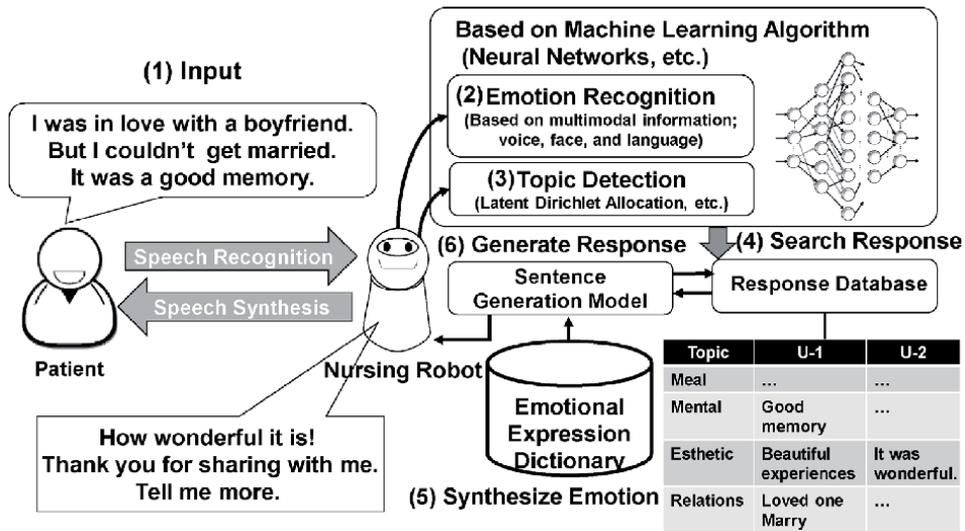 (1) Input
I was in love with a boyfriend.
But I couldn't get married.
It was a good memory.
Speech Recognition
Speech Synthesis
Patient
Nursing Robot
How wonderful it is!
Thank you for sharing with me.
Tell me more.
Based on Machine Learning Algorithm
(Neural Networks, etc.)
(2) Emotion Recognition
(Based on multimodal information;
voice, face, and language)
(3) Topic Detection
(Latent Dirichlet Allocation, etc.)
(6) Generate Response
(4) Search Response
Sentence
Generation Model
Response Database
Emotional
Expression
Dictionary
(5) Synthesize Emotion
Topic U-1 U-2
Meal ... ...
Mental Good ...
memory
Esthetic Beautiful It was
experiences wonderful.
Relations Loved one ...
Marry